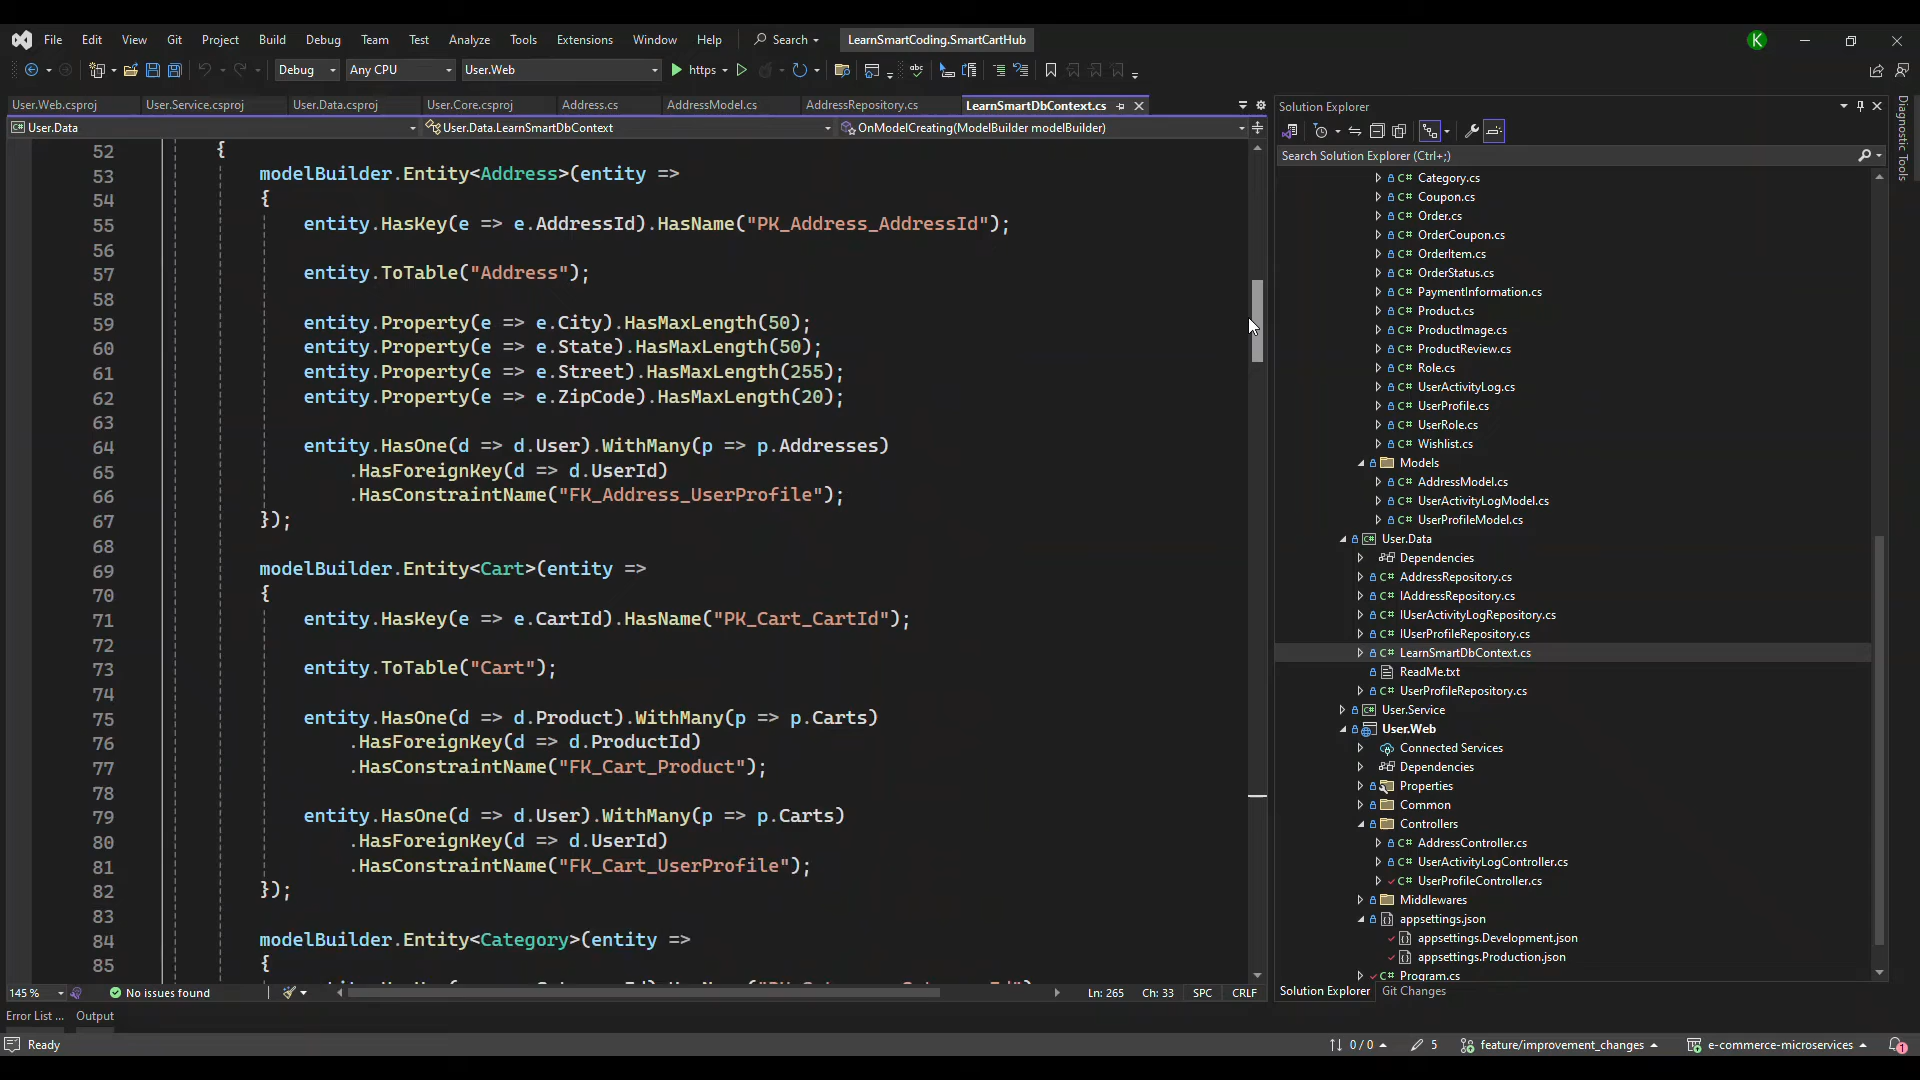 File Edit View Git Project Build Debug Team Test Analyze Tools Extensions Window Help Search LearnSmartCoding.SmartCartHub K
Debug Any CPU User.Web https
User.Web.csproj User.Service.csproj User.Data.csproj User.Core.csproj Address.cs AddressModel.cs AddressRepository.cs LearnSmartDbContext.cs
User.Data User.Data.LearnSmartDbContext OnModelCreating(ModelBuilder modelBuilder)
52 {
53 modelBuilder.Entity<Address>(entity =>
54 {
55 entity.HasKey(e => e.AddressId).HasName("PK_Address_AddressId");
56
57 entity.ToTable("Address");
58
59 entity.Property(e => e.City).HasMaxLength(50);
60 entity.Property(e => e.State).HasMaxLength(50);
61 entity.Property(e => e.Street).HasMaxLength(255);
62 entity.Property(e => e.ZipCode).HasMaxLength(20);
63
64 entity.HasOne(d => d.User).WithMany(p => p.Addresses)
65 .HasForeignKey(d => d.UserId)
66 .HasConstraintName("FK_Address_UserProfile");
67 });
68
69 modelBuilder.Entity<Cart>(entity =>
70 {
71 entity.HasKey(e => e.CartId).HasName("PK_Cart_CartId");
72
73 entity.ToTable("Cart");
74
75 entity.HasOne(d => d.Product).WithMany(p => p.Carts)
76 .HasForeignKey(d => d.ProductId)
77 .HasConstraintName("FK_Cart_Product");
78
79 entity.HasOne(d => d.User).WithMany(p => p.Carts)
80 .HasForeignKey(d => d.UserId)
81 .HasConstraintName("FK_Cart_UserProfile");
82 });
83
84 modelBuilder.Entity<Category>(entity =>
85 {
145 % No issues found Ln: 265 Ch: 33 SPC CRLF
Error List ... Output
Solution Explorer
Search Solution Explorer (Ctrl+;)
C# Category.cs
C# Coupon.cs
C# Order.cs
C# OrderCoupon.cs
C# OrderItem.cs
C# OrderStatus.cs
C# PaymentInformation.cs
C# Product.cs
C# ProductImage.cs
C# ProductReview.cs
C# Role.cs
C# UserActivityLog.cs
C# UserProfile.cs
C# UserRole.cs
C# Wishlist.cs
Models
C# AddressModel.cs
C# UserActivityLogModel.cs
C# UserProfileModel.cs
User.Data
Dependencies
C# AddressRepository.cs
C# IAddressRepository.cs
C# IUserActivityLogRepository.cs
C# IUserProfileRepository.cs
C# LearnSmartDbContext.cs
ReadMe.txt
C# UserProfileRepository.cs
User.Service
User.Web
Connected Services
Dependencies
Properties
Common
Controllers
C# AddressController.cs
C# UserActivityLogController.cs
C# UserProfileController.cs
Middlewares
appsettings.json
appsettings.Development.json
appsettings.Production.json
C# Program.cs
Solution Explorer Git Changes
Diagnostic Tools
Ready 0 / 0 5 feature/improvement_changes e-commerce-microservices 1